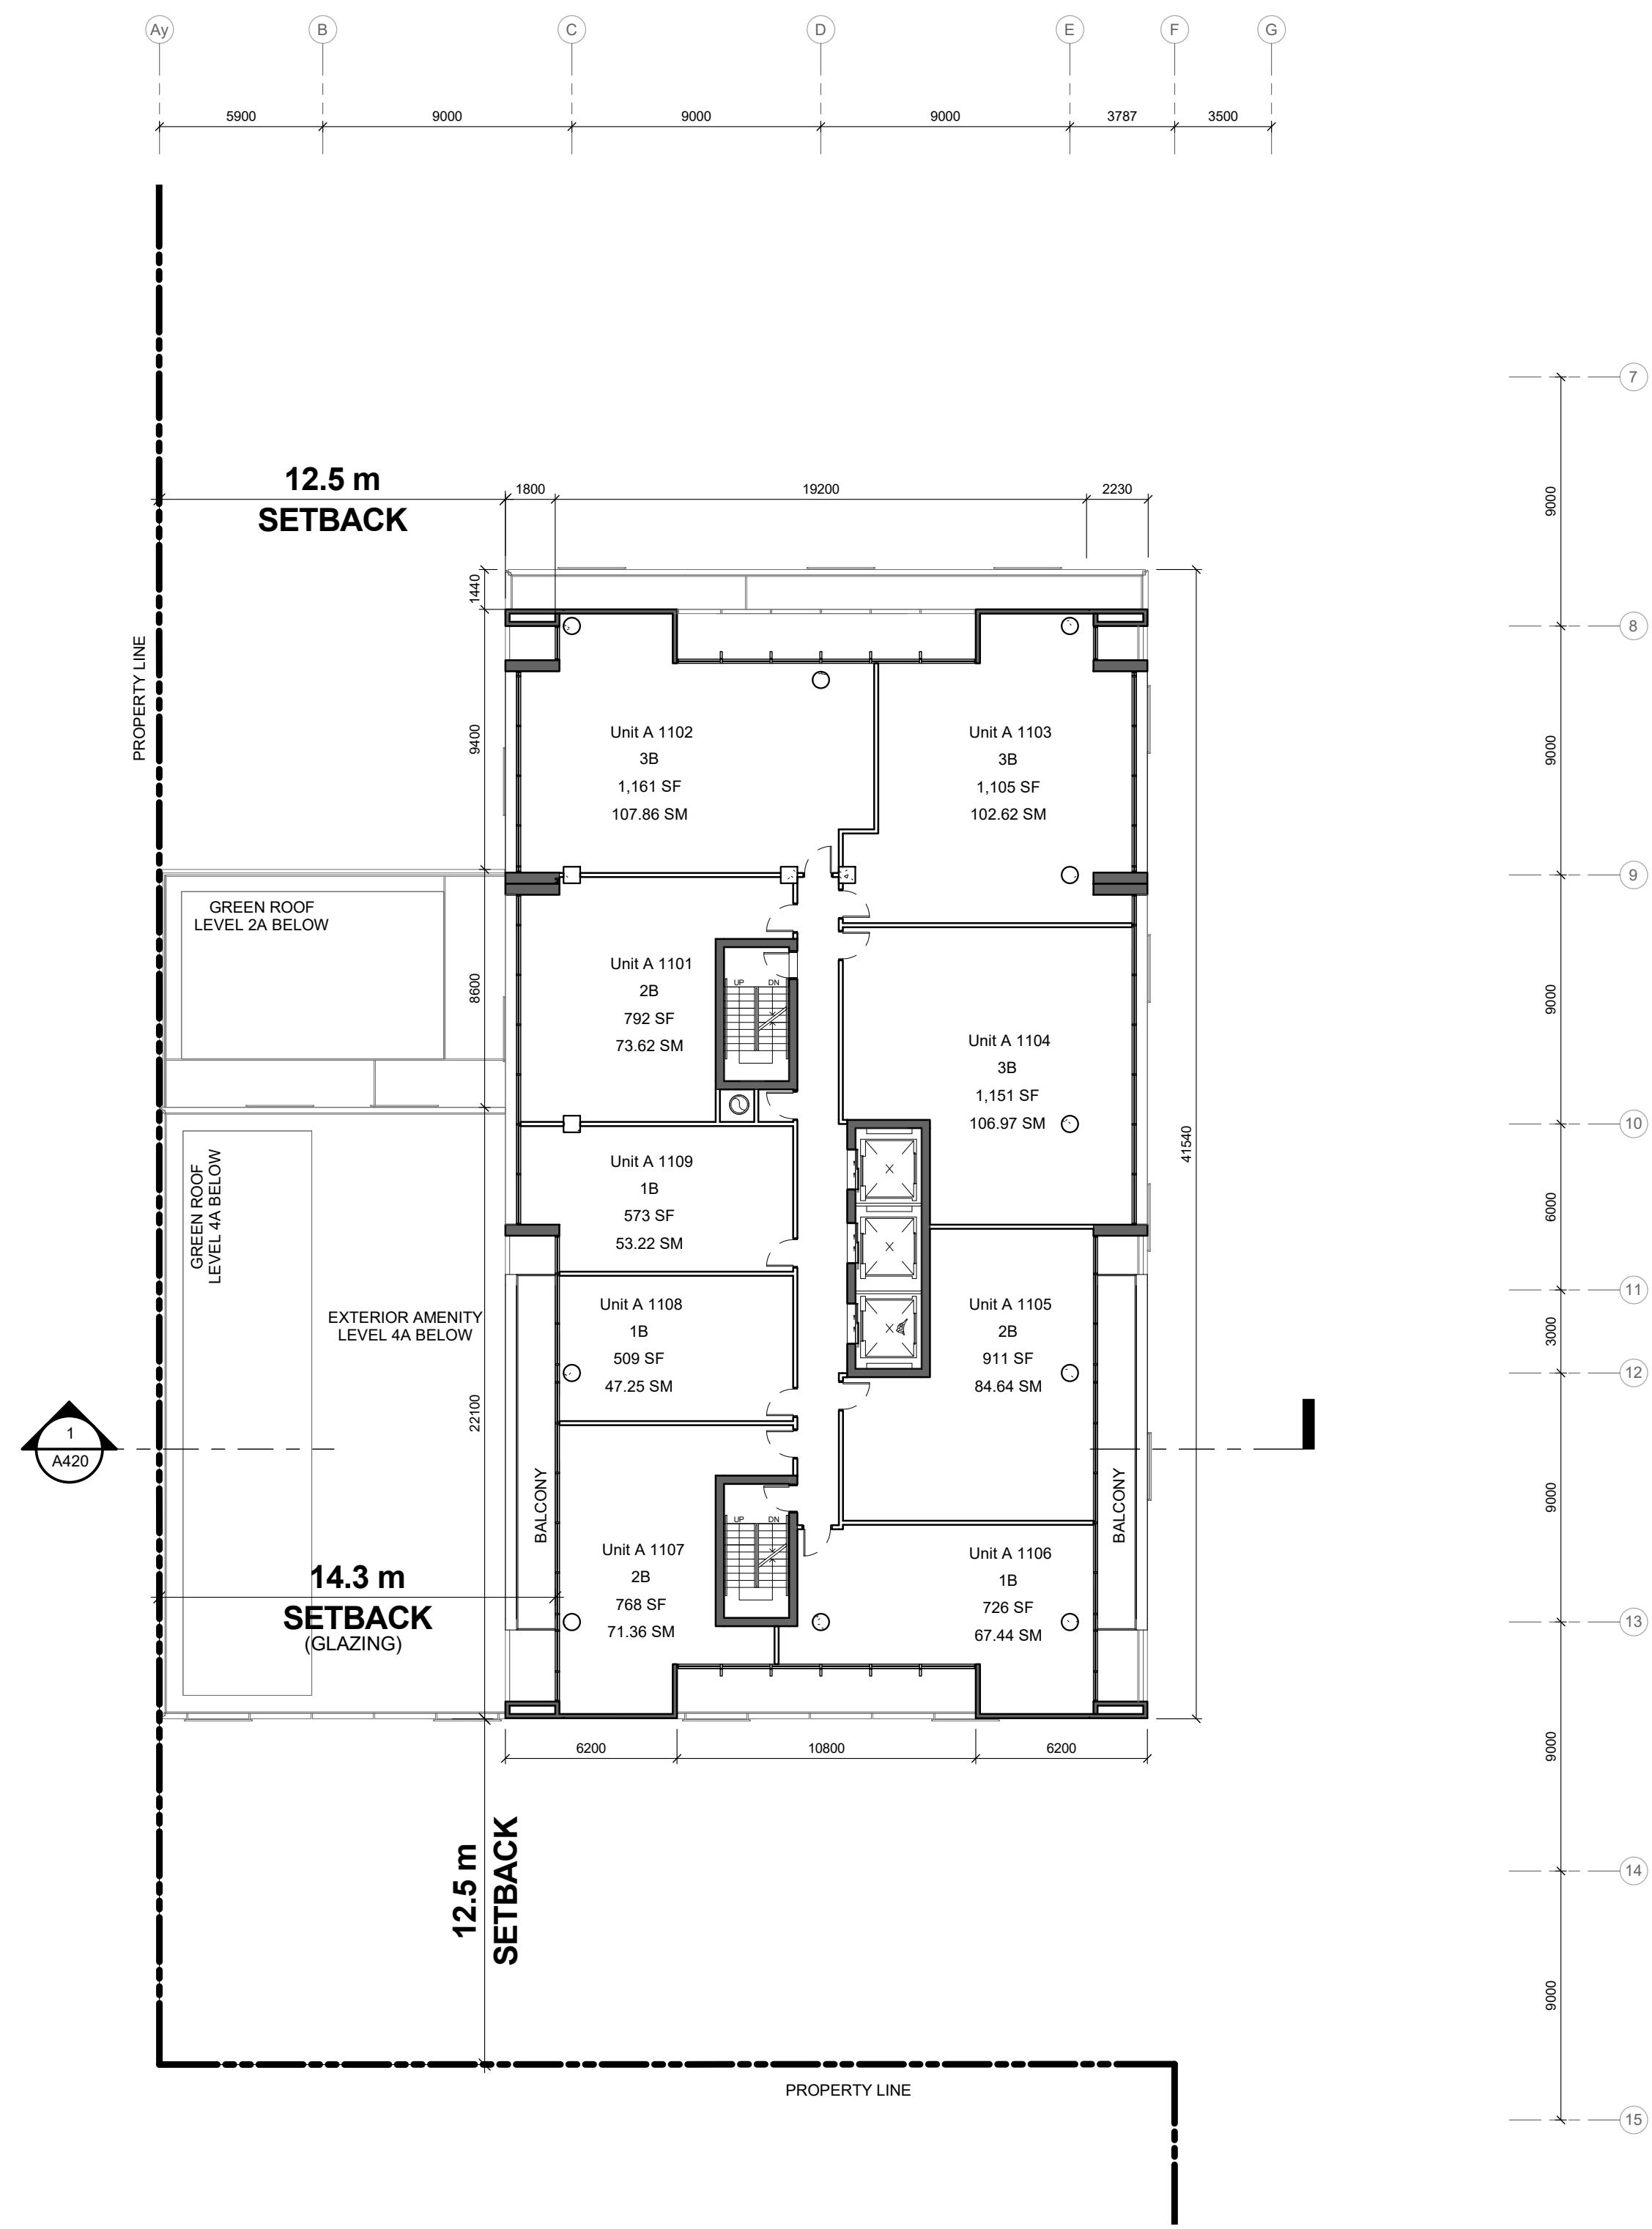 Ay B C D E F G
5900 9000 9000 9000 3787 3500
7
9000
12.5 m
SETBACK
1800 19200 2230
1440
PROPERTY LINE
8
9400
9000
Unit A 1102
3B
1,161 SF
107.86 SM
Unit A 1103
3B
1,105 SF
102.62 SM
9
GREEN ROOF
LEVEL 2A BELOW
8600
9000
Unit A 1101
2B
792 SF
73.62 SM
UP DN
Unit A 1104
3B
1,151 SF
106.97 SM
10
41540
GREEN ROOF
LEVEL 4A BELOW
Unit A 1109
1B
573 SF
53.22 SM
6000
11
EXTERIOR AMENITY
LEVEL 4A BELOW
Unit A 1108
1B
509 SF
47.25 SM
Unit A 1105
2B
911 SF
84.64 SM
3000
12
22100
1
A420
BALCONY
BALCONY
9000
UP DN
14.3 m
SETBACK
(GLAZING)
Unit A 1107
2B
768 SF
71.36 SM
Unit A 1106
1B
726 SF
67.44 SM
13
9000
6200 10800 6200
12.5 m
SETBACK
14
9000
PROPERTY LINE
15